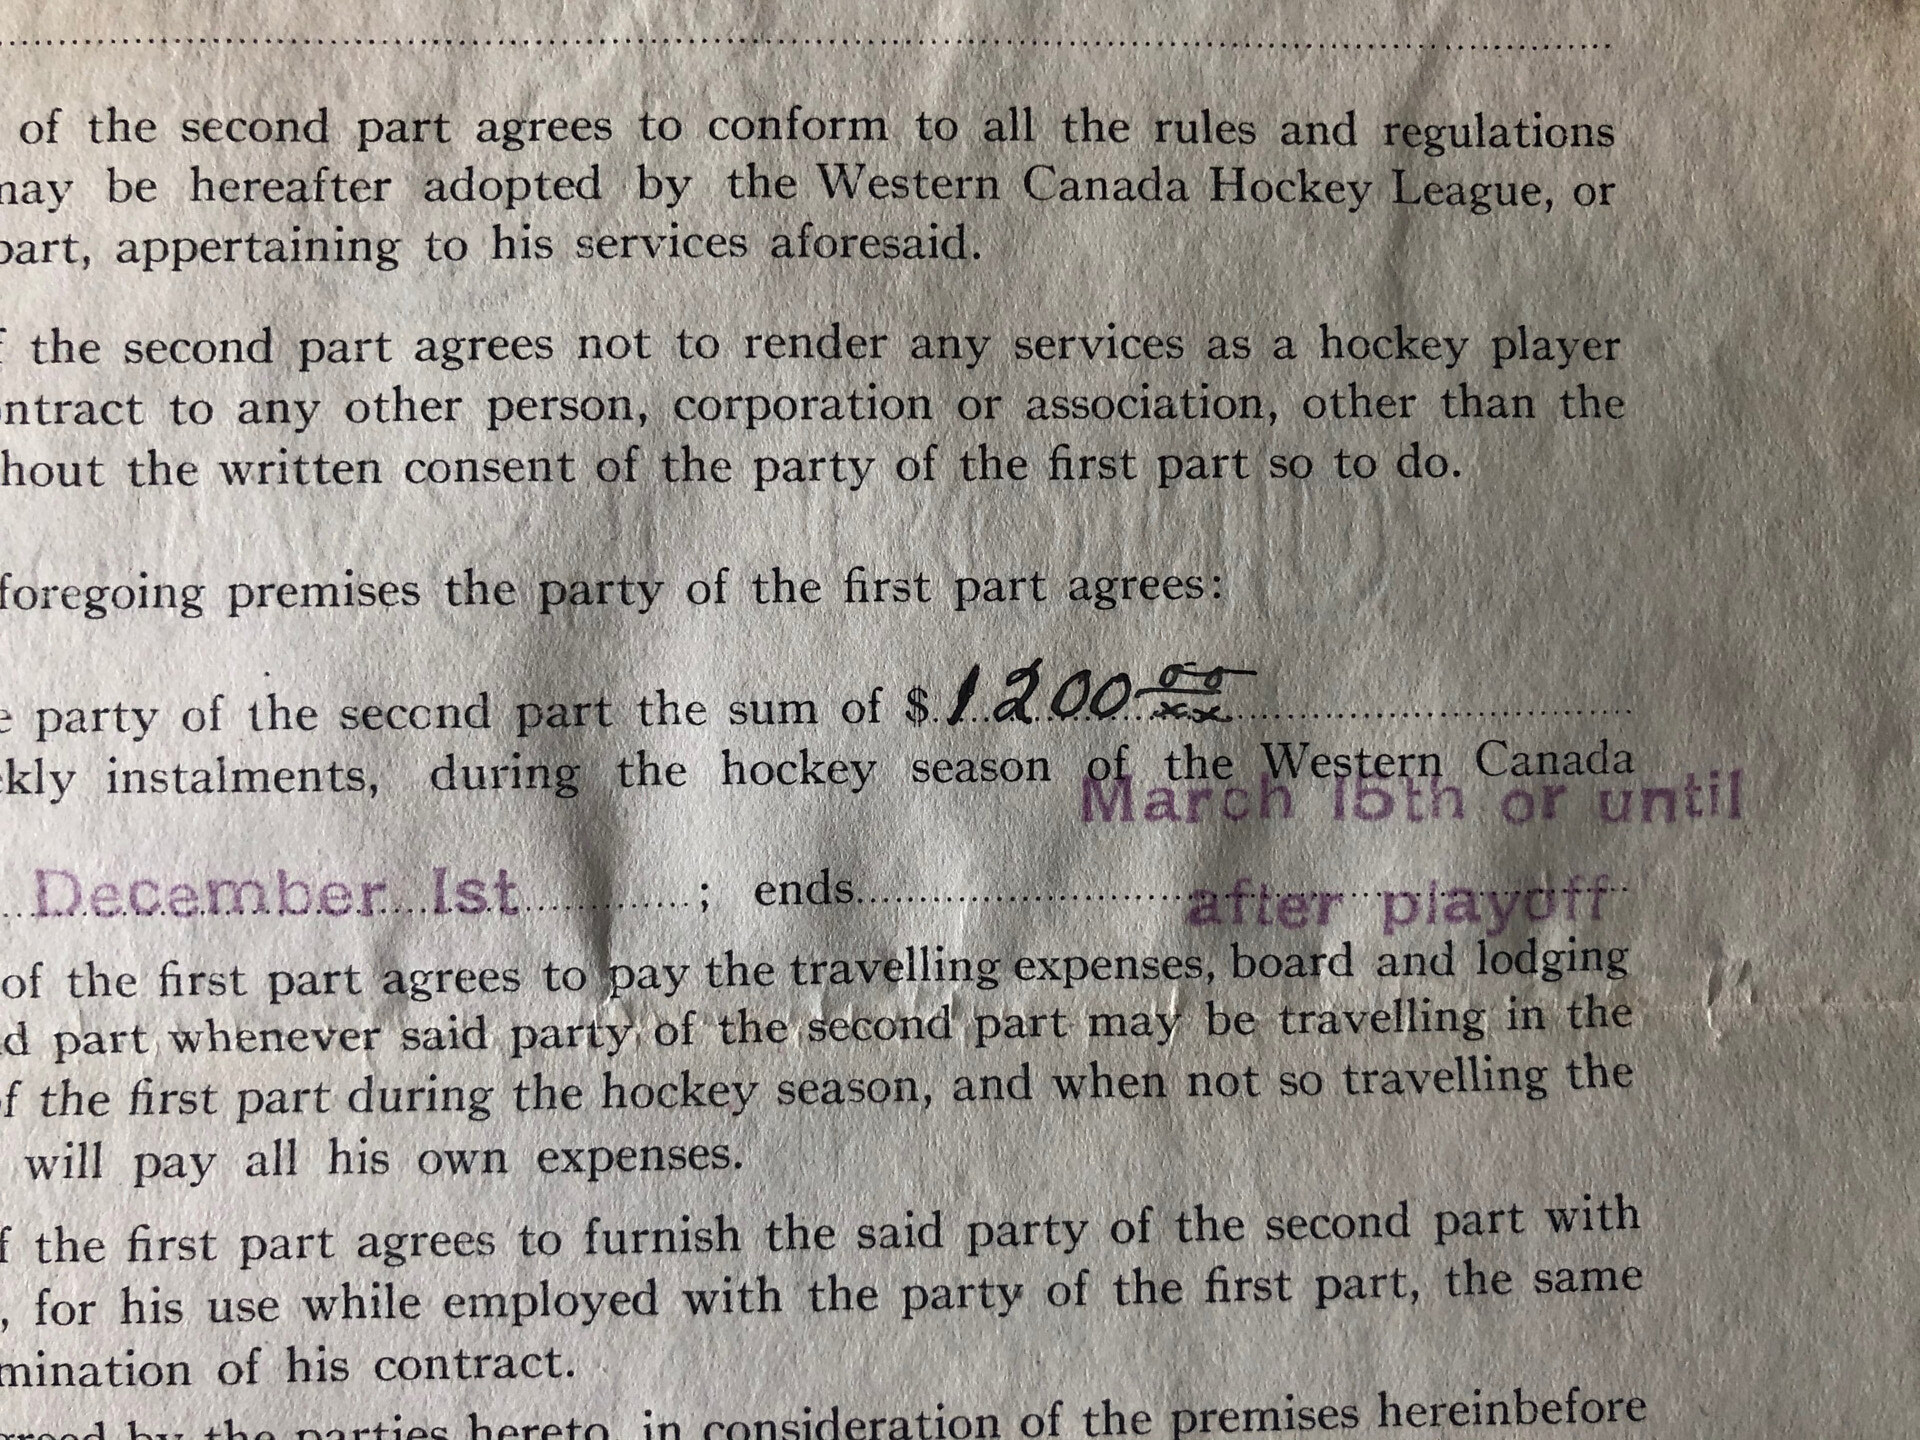 of the second part agrees to conform to all the rules and regulations
may be hereafter adopted by the Western Canada Hockey League, or
part, appertaining to his services aforesaid.
f the second part agrees not to render any services as a hockey player
ntract to any other person, corporation or association, other than the
hout the written consent of the party of the first part so to do.
foregoing premises the party of the first part agrees:
e party of the second part the sum of $ 1200 00/xx
kly instalments, during the hockey season of the Western Canada
March 15th or until
December 1st ; ends after playoff
of the first part agrees to pay the travelling expenses, board and lodging
d part whenever said party of the second part may be travelling in the
f the first part during the hockey season, and when not so travelling the
will pay all his own expenses.
f the first part agrees to furnish the said party of the second part with
, for his use while employed with the party of the first part, the same
mination of his contract.
greed by the parties hereto, in consideration of the premises hereinbefore